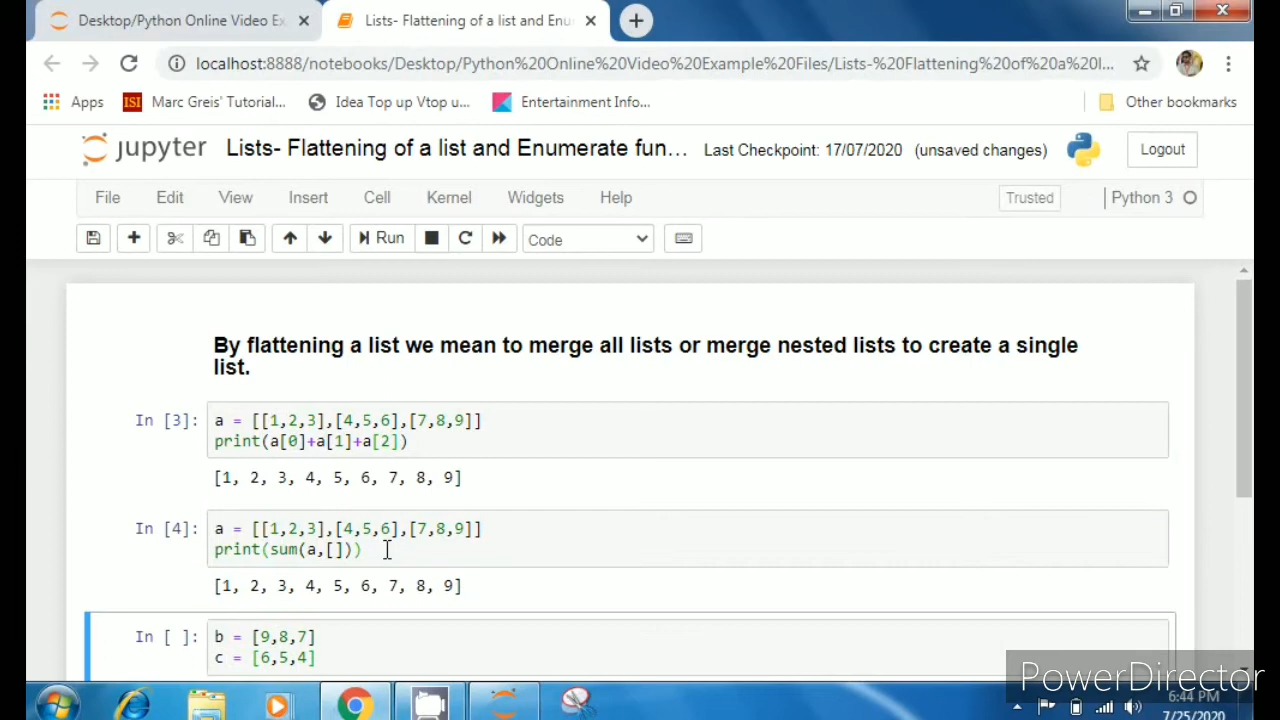 Desktop/Python Online Video Ex
Lists- Flattening of a list and Enu
localhost:8888/notebooks/Desktop/Python%20Online%20Video%20Example%20Files/Lists-%20Flattening%20of%20a%20l...
Apps
ISI
Marc Greis' Tutorial...
Idea Top up Vtop u...
Entertainment Info...
Other bookmarks
jupyter
Lists- Flattening of a list and Enumerate fun...
Last Checkpoint: 17/07/2020 (unsaved changes)
Logout
File Edit View Insert Cell Kernel Widgets Help
Trusted
Python 3
Run
Code
By flattening a list we mean to merge all lists or merge nested lists to create a single
list.
In [3]: a = [[1,2,3],[4,5,6],[7,8,9]]
print(a[0]+a[1]+a[2])
[1, 2, 3, 4, 5, 6, 7, 8, 9]
In [4]: a = [[1,2,3],[4,5,6],[7,8,9]]
print(sum(a,[]))
[1, 2, 3, 4, 5, 6, 7, 8, 9]
In [ ]: b = [9,8,7]
c = [6,5,4]
PowerDirector
6:44 PM
7/25/2020